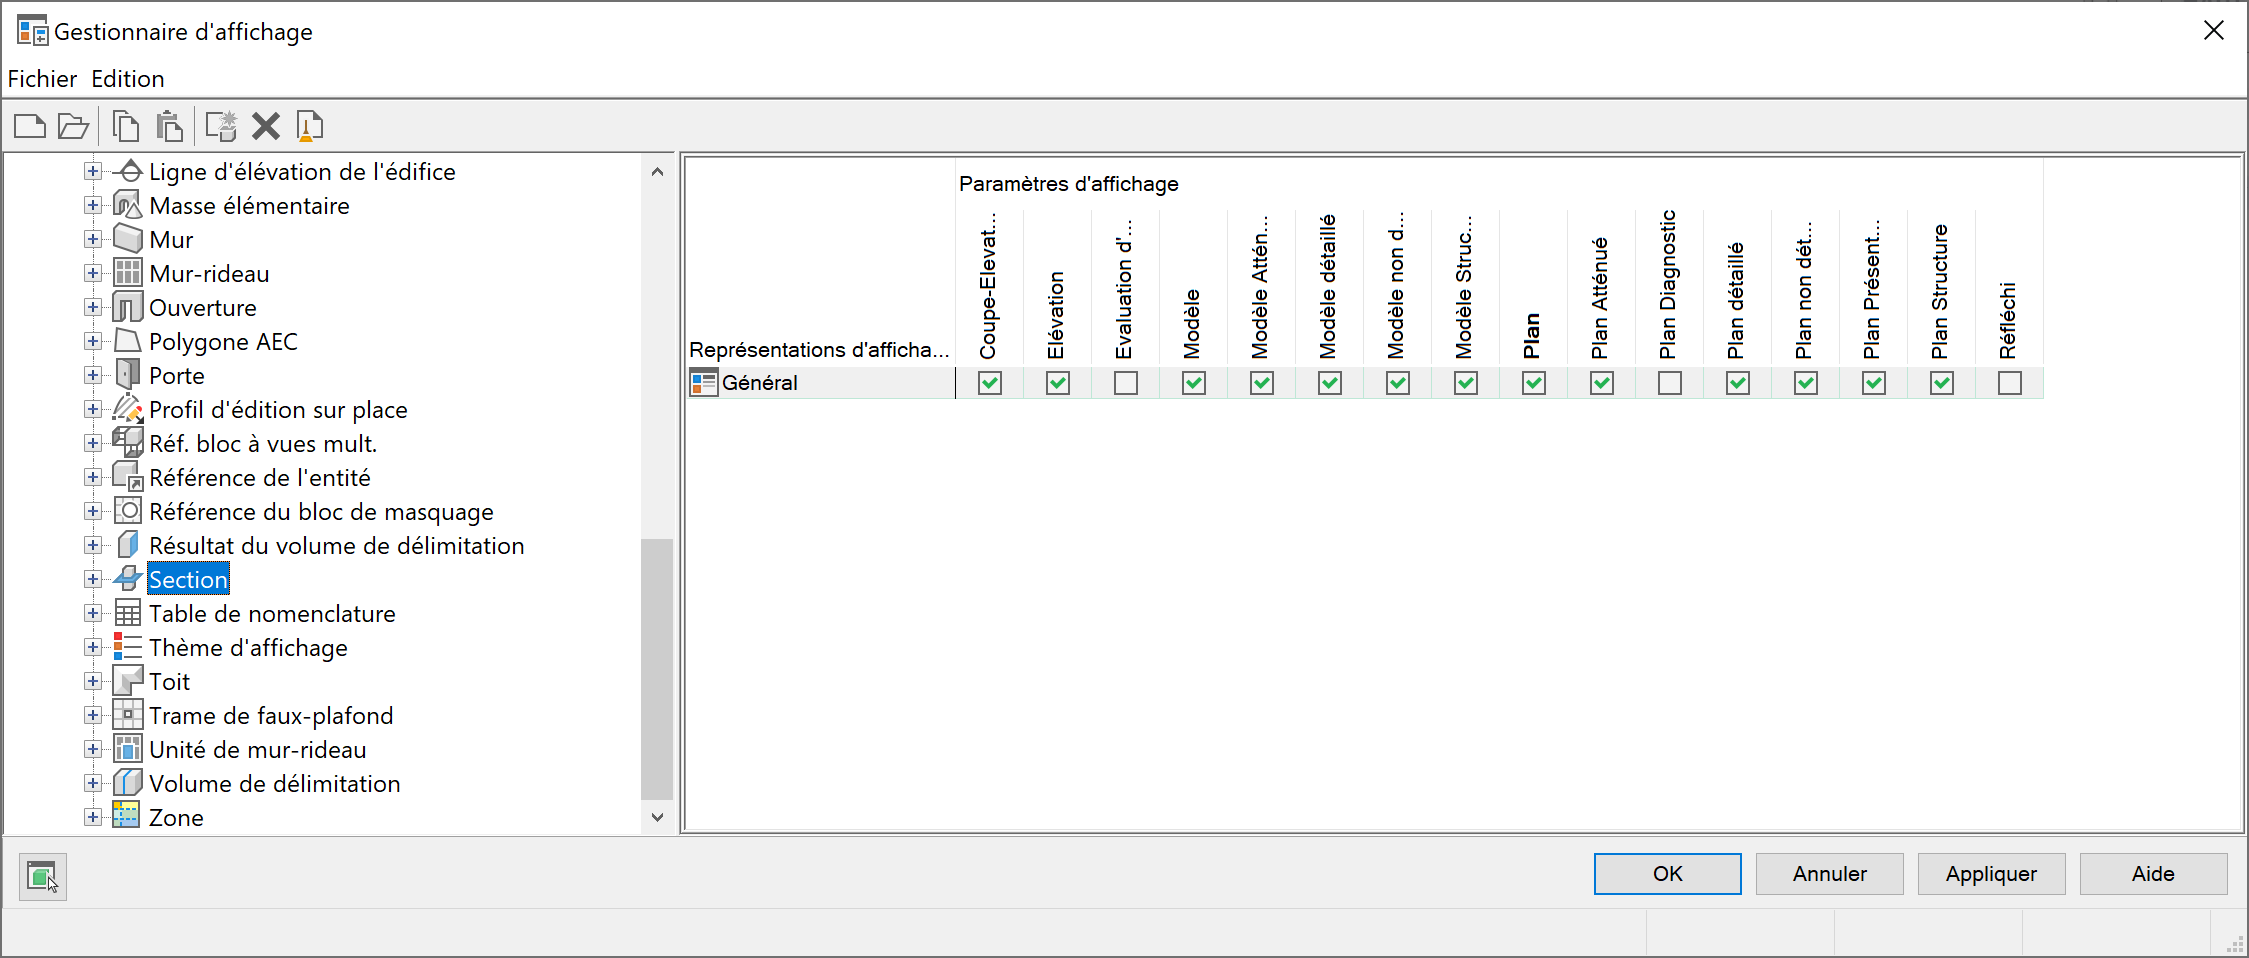 Gestionnaire d'affichage
Fichier Edition
Ligne d'élévation de l'édifice
Masse élémentaire
Mur
Mur-rideau
Ouverture
Polygone AEC
Porte
Profil d'édition sur place
Réf. bloc à vues mult.
Référence de l'entité
Référence du bloc de masquage
Résultat du volume de délimitation
Section
Table de nomenclature
Thème d'affichage
Toit
Trame de faux-plafond
Unité de mur-rideau
Volume de délimitation
Zone
Paramètres d'affichage
Représentations d'afficha...
Coupe-Elevat...
Elévation
Evaluation d'...
Modèle
Modèle Attén...
Modèle détaillé
Modèle non d...
Modèle Struc...
Plan
Plan Atténué
Plan Diagnostic
Plan détaillé
Plan non dét...
Plan Présent...
Plan Structure
Réfléchi
Général
OK Annuler Appliquer Aide